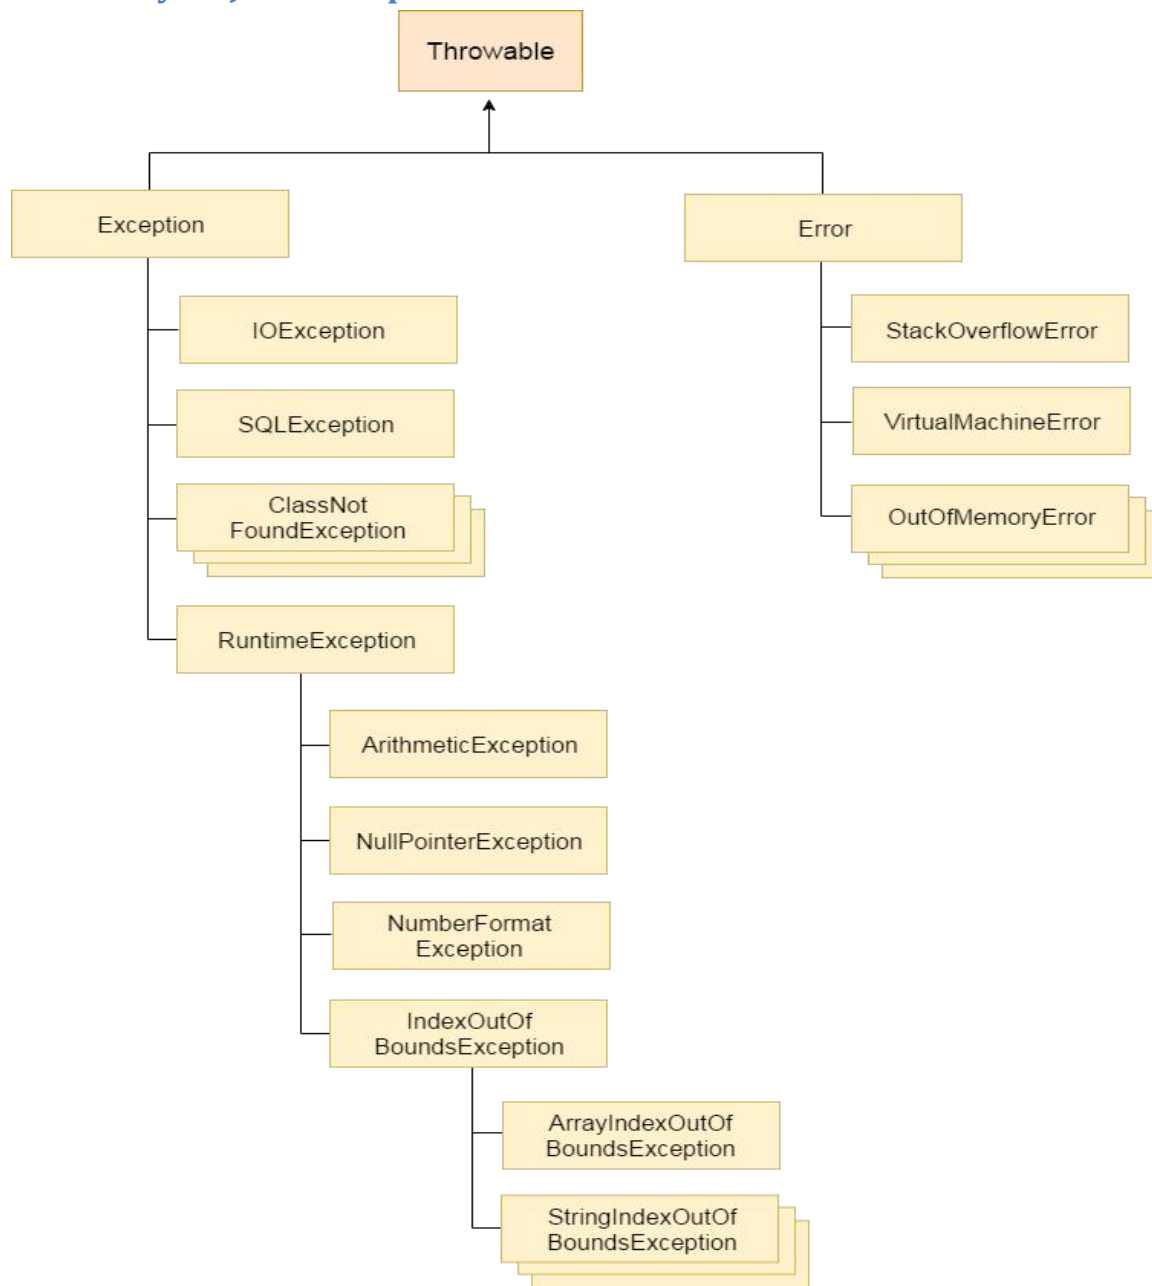 Throwable
Exception
Error
IOException
StackOverflowError
SQLException
VirtualMachineError
ClassNot
FoundException
OutOfMemoryError
RuntimeException
ArithmeticException
NullPointerException
NumberFormat
Exception
IndexOutOf
BoundsException
ArrayIndexOutOf
BoundsException
StringIndexOutOf
BoundsException